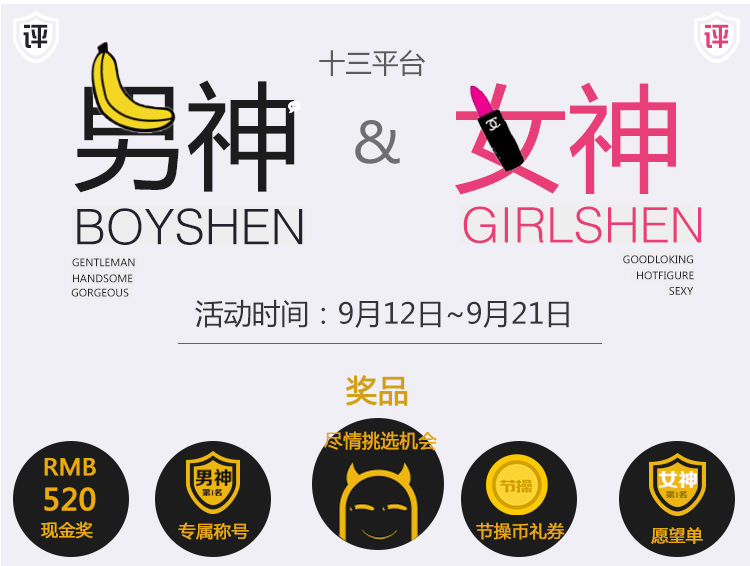 评
评
十三平台
男神
&
女神
BOYSHEN
GIRLSHEN
GENTLEMAN
HANDSOME
GORGEOUS
GOODLOKING
HOTFIGURE
SEXY
活动时间：9月12日~9月21日
奖品
RMB
520
现金奖
男神
第1名
专属称号
尽情挑选机会
节操
节操币礼券
女神
第1名
愿望单